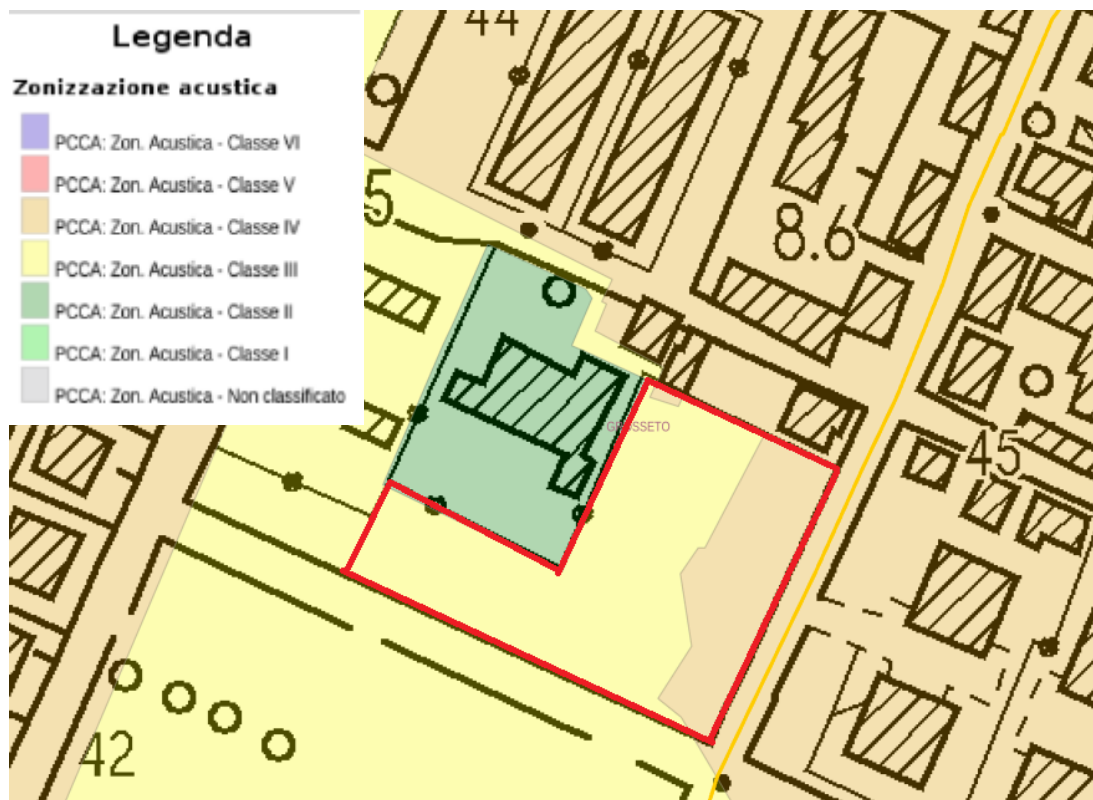 Legenda
Zonizzazione acustica
PCCA: Zon. Acustica - Classe VI
PCCA: Zon. Acustica - Classe V
PCCA: Zon. Acustica - Classe IV
PCCA: Zon. Acustica - Classe III
PCCA: Zon. Acustica - Classe II
PCCA: Zon. Acustica - Classe I
PCCA: Zon. Acustica - Non classificato
44
5
8.6
GROSSETO
45
42